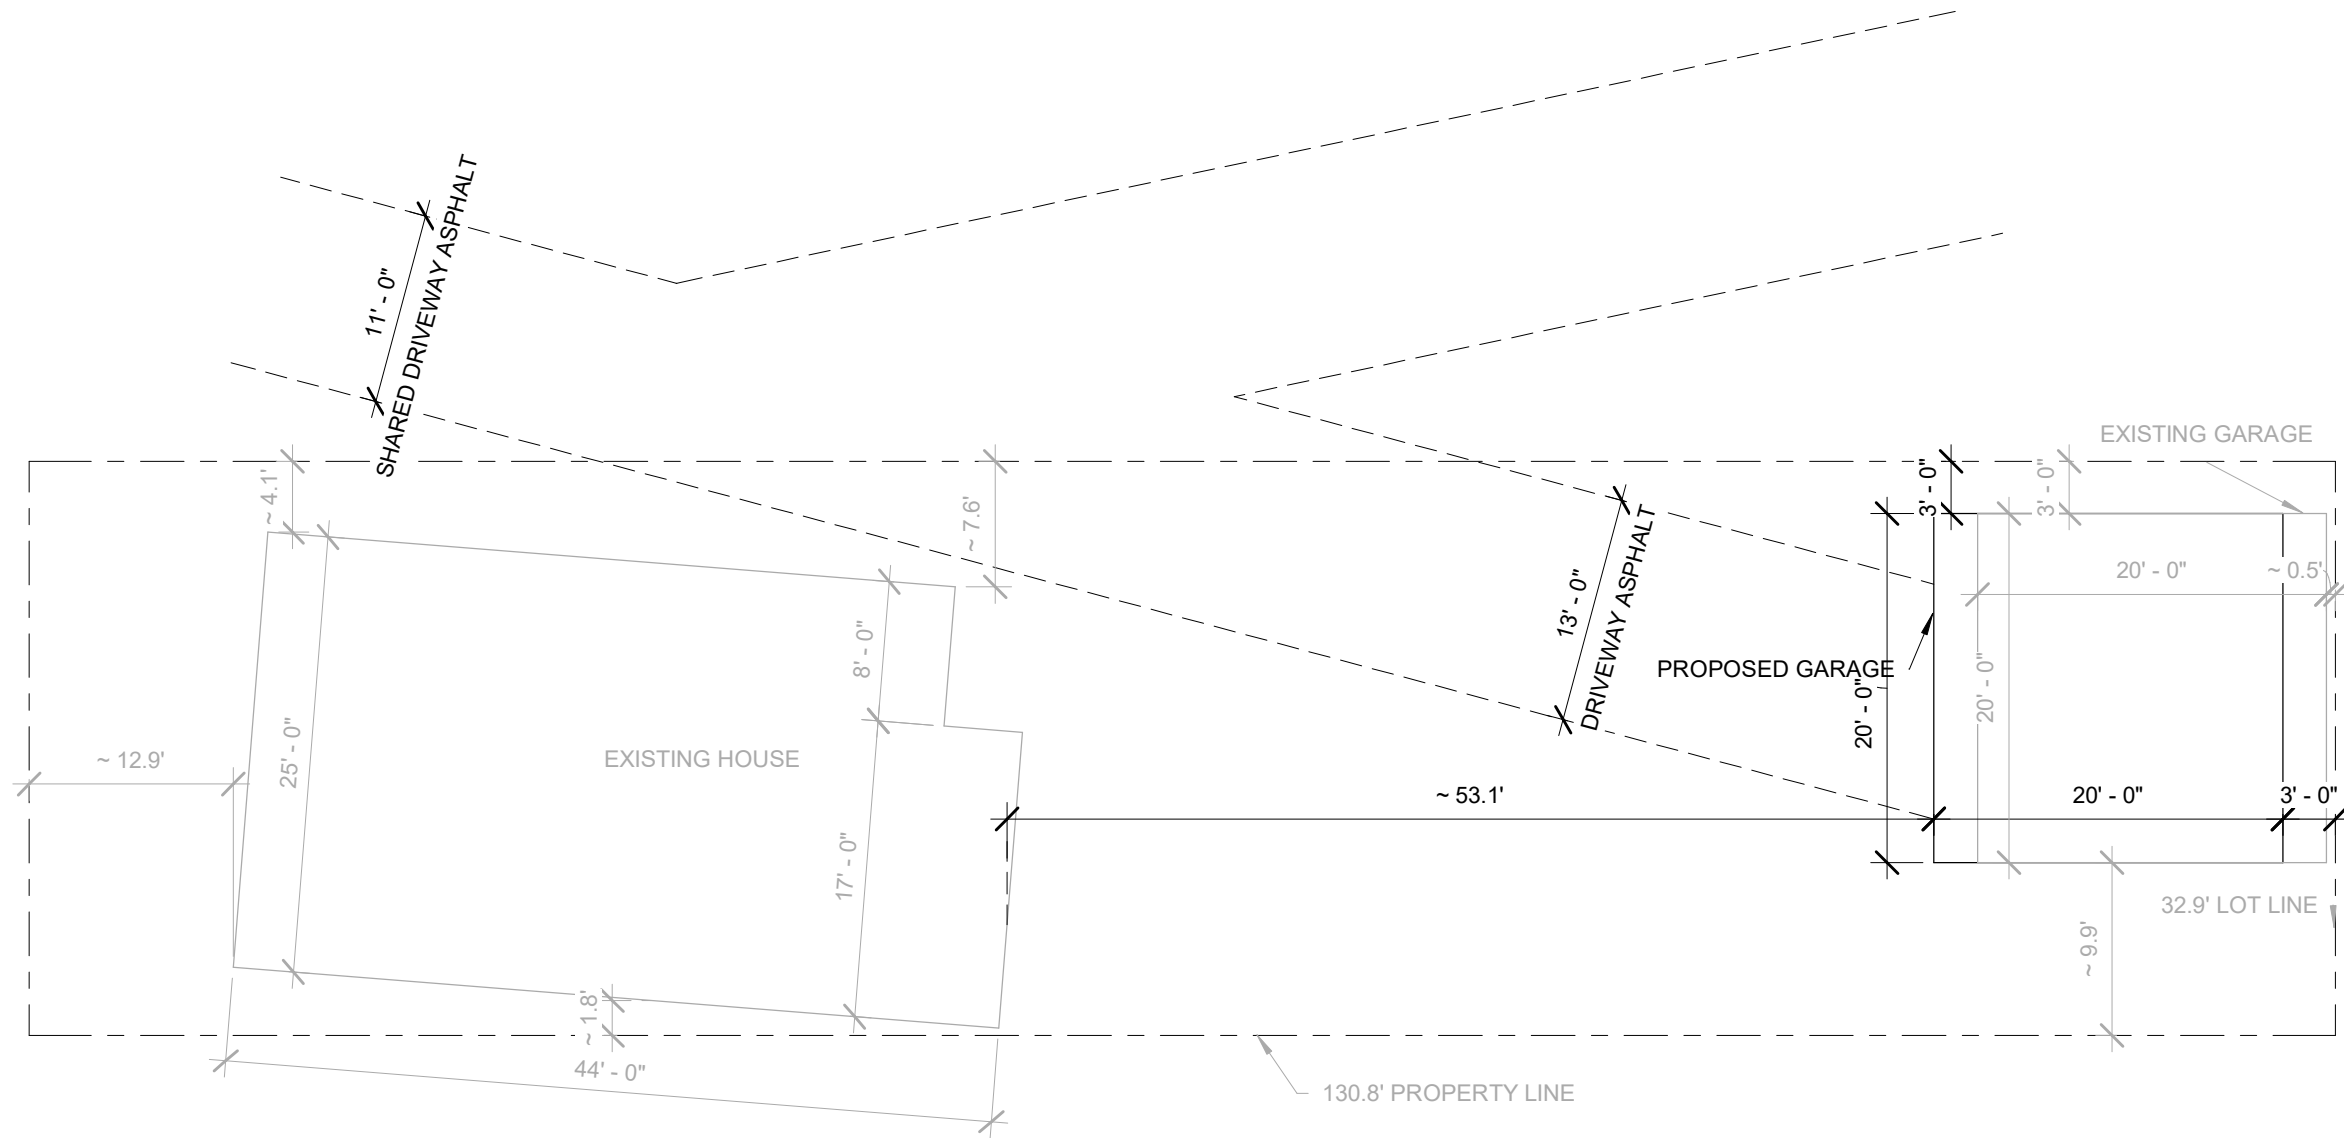 SHARED DRIVEWAY ASPHALT
11' - 0"
EXISTING GARAGE
~ 4.1'
~ 7.6'
3' - 0"
3' - 0"
13' - 0"
DRIVEWAY ASPHALT
20' - 0"
~ 0.5'
8' - 0"
PROPOSED GARAGE
20' - 0"
20' - 0"
~ 12.9'
25' - 0"
EXISTING HOUSE
~ 53.1'
20' - 0"
3' - 0"
17' - 0"
32.9' LOT LINE
~ 9.9'
~ 1.8'
44' - 0"
130.8' PROPERTY LINE